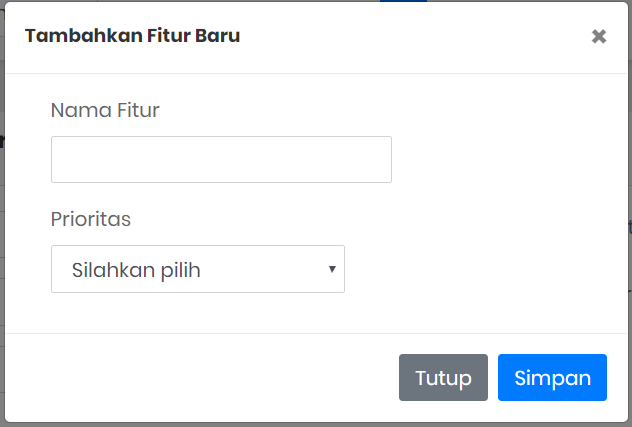 Tambahkan Fitur Baru
Nama Fitur
Prioritas
Silahkan pilih
Tutup
Simpan